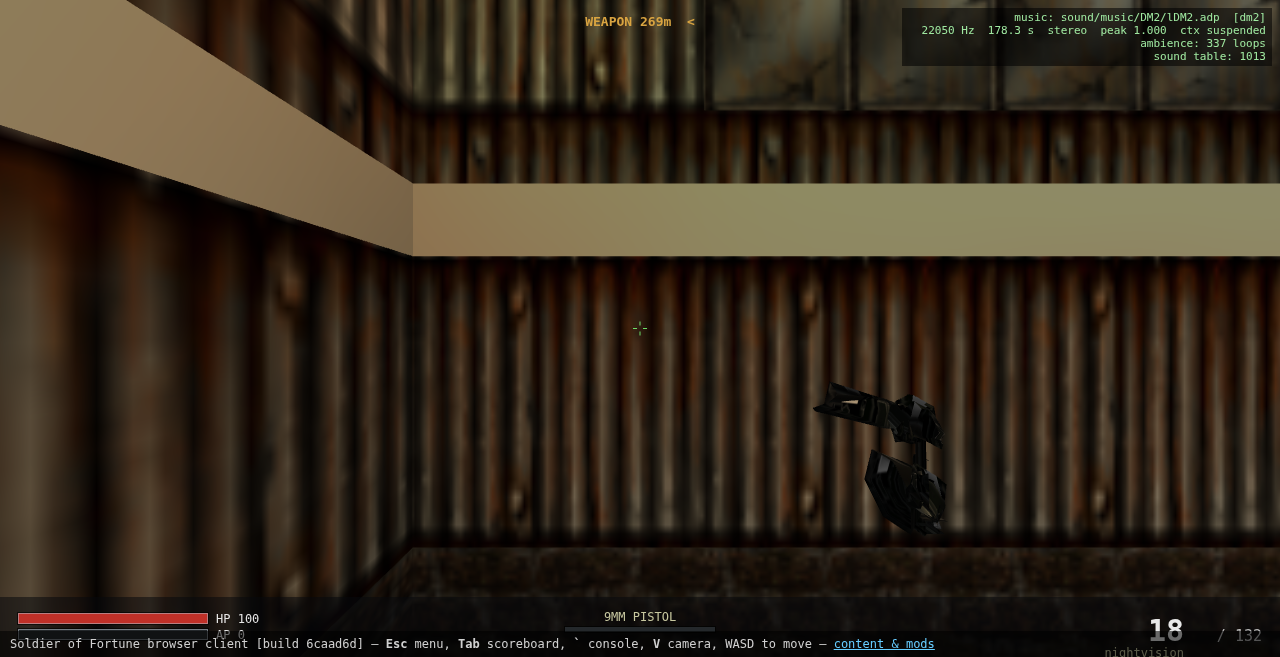 WEAPON 269m <
music: sound/music/DM2/lDM2.adp [dm2]
22050 Hz 178.3 s stereo peak 1.000 ctx suspended
ambience: 337 loops
sound table: 1013
9MM PISTOL
HP 100
AP 0
18 / 132
Soldier of Fortune browser client [build 6caad6d] — Esc menu, Tab scoreboard, ` console, V camera, WASD to move — content & mods
nightvision